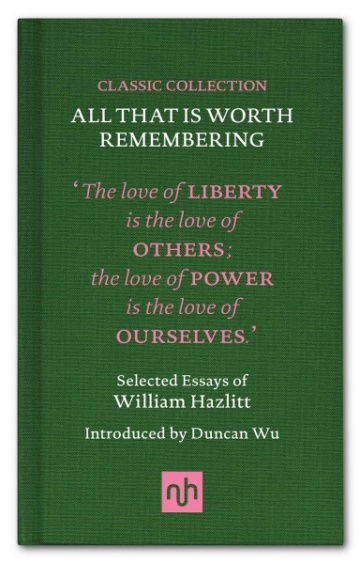 CLASSIC COLLECTION
ALL THAT IS WORTH
REMEMBERING
‘The love of LIBERTY
is the love of
OTHERS;
the love of POWER
is the love of
OURSELVES.’
Selected Essays of
William Hazlitt
Introduced by Duncan Wu
nh